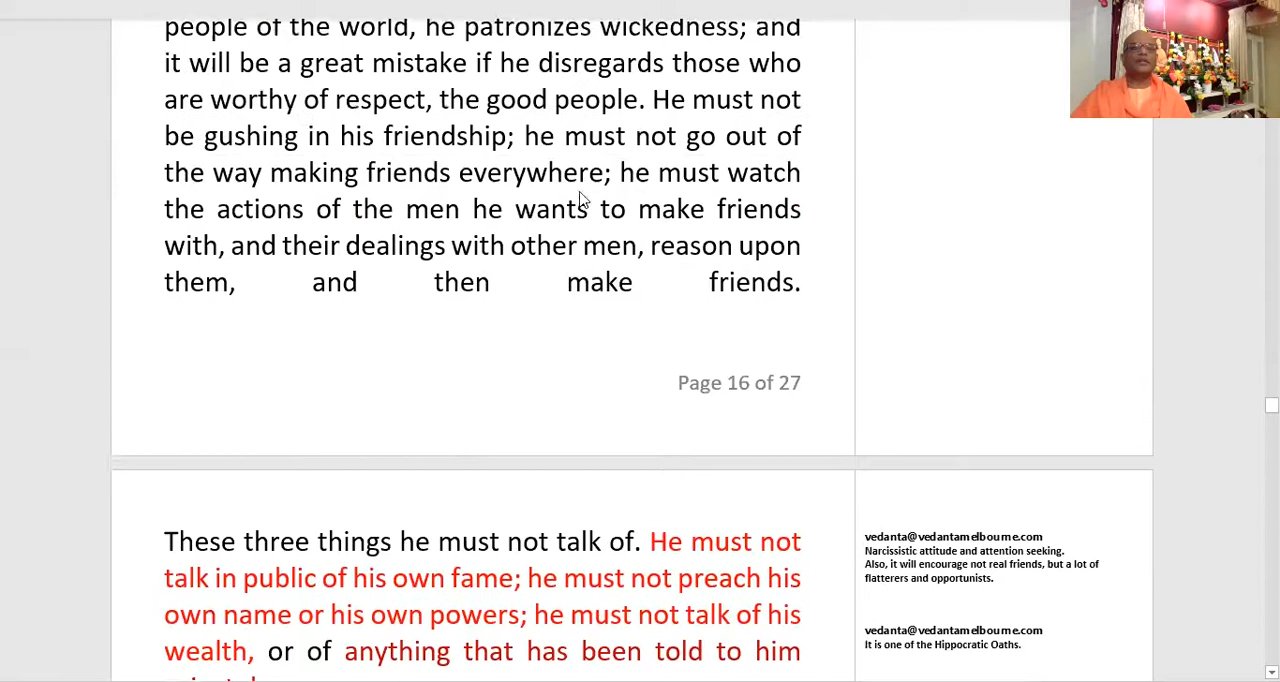 people of the world, he patronizes wickedness; and
it will be a great mistake if he disregards those who
are worthy of respect, the good people. He must not
be gushing in his friendship; he must not go out of
the way making friends everywhere; he must watch
the actions of the men he wants to make friends
with, and their dealings with other men, reason upon
them, and then make friends.
Page 16 of 27
These three things he must not talk of. He must not
talk in public of his own fame; he must not preach his
own name or his own powers; he must not talk of his
wealth, or of anything that has been told to him
vedanta@vedantamelbourne.com
Narcissistic attitude and attention seeking.
Also, it will encourage not real friends, but a lot of
flatterers and opportunists.
vedanta@vedantamelbourne.com
It is one of the Hippocratic Oaths.